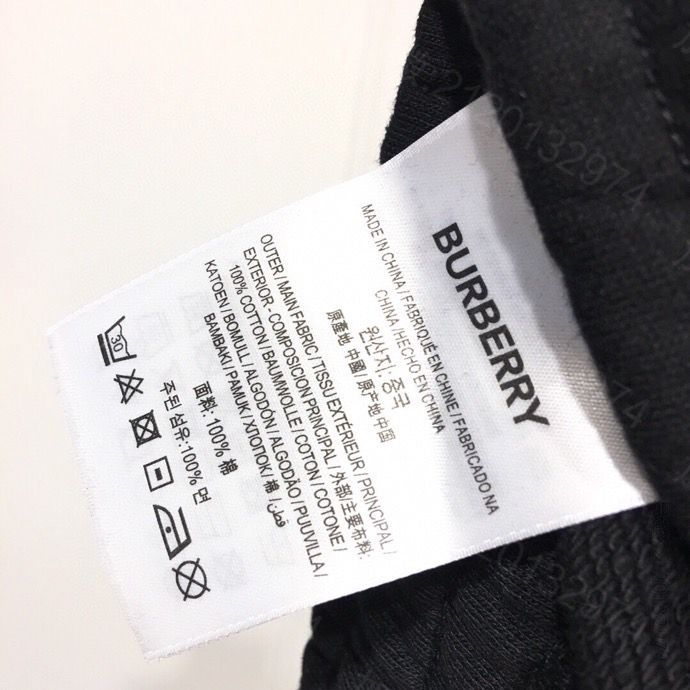 BURBERRY
MADE IN CHINA / FABRIQUÉ EN CHINE / FABRICADO NA
CHINA / HECHO EN CHINA
원산지: 중국
原產地 中國 / 原产地 中国
OUTER / MAIN FABRIC / TISSU EXTÉRIEUR / PRINCIPAL /
EXTERIOR - COMPOSICIÓN PRINCIPAL / 外部/主要布料:
100% COTTON / BAUMWOLLE / COTON / COTONE /
KATOEN / BOMULL / ALGODÓN / ALGODÃO / PUUVILLA /
BAMBAKI / PAMUK / ХЛОПОК / 棉 / قطن
面料: 100% 棉
주된섬유:100% 면
30